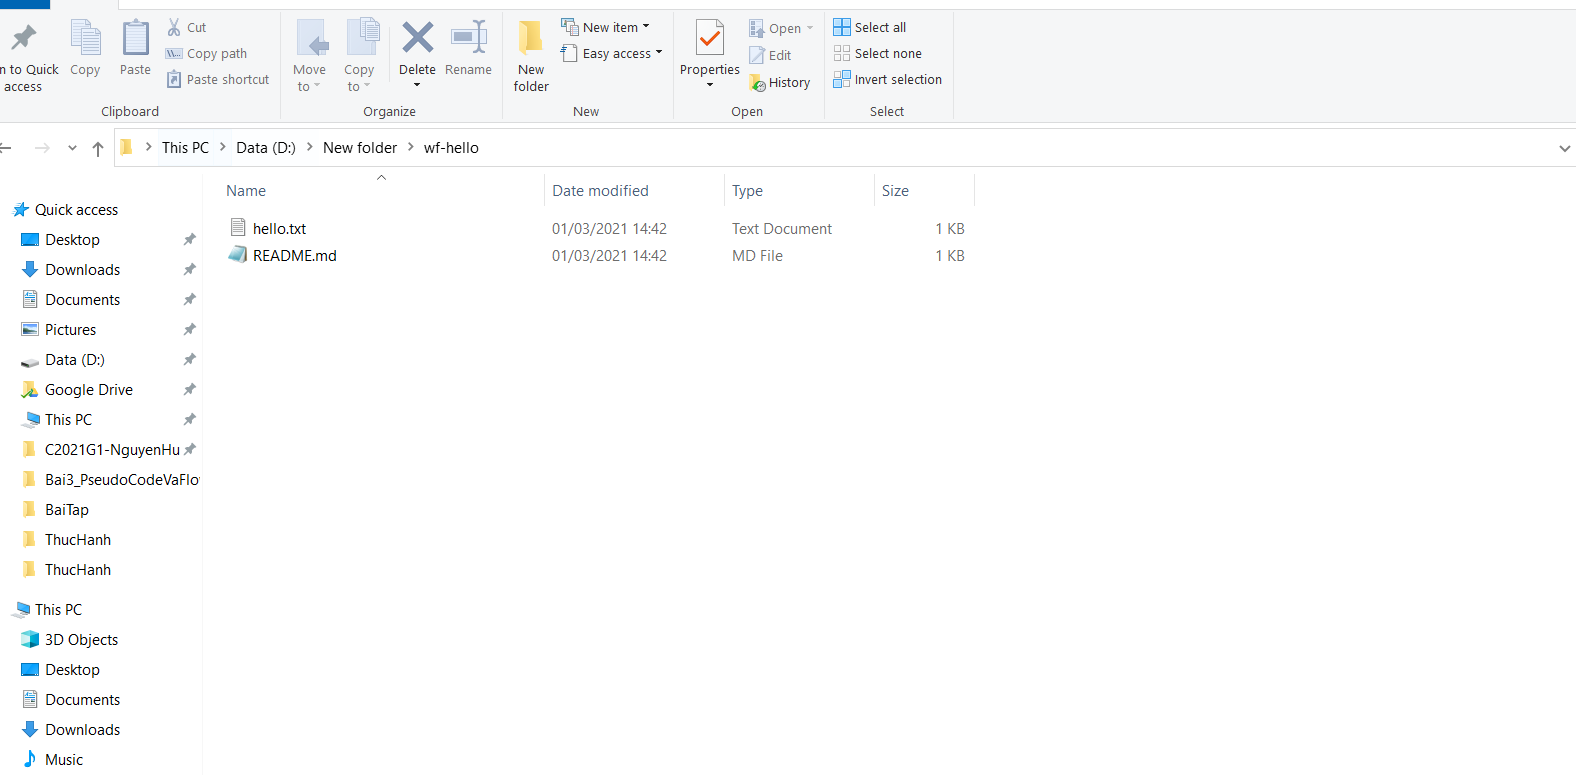 Cut
Copy path
Paste shortcut
n to Quick
access
Copy
Paste
Clipboard
Move
to
Copy
to
Delete
Rename
Organize
New
folder
New item
Easy access
New
Properties
Open
Edit
History
Open
Select all
Select none
Invert selection
Select
This PC > Data (D:) > New folder > wf-hello
Name Date modified Type Size
hello.txt 01/03/2021 14:42 Text Document 1 KB
README.md 01/03/2021 14:42 MD File 1 KB
Quick access
Desktop
Downloads
Documents
Pictures
Data (D:)
Google Drive
This PC
C2021G1-NguyenHu
Bai3_PseudoCodeVaFlo
BaiTap
ThucHanh
ThucHanh
This PC
3D Objects
Desktop
Documents
Downloads
Music